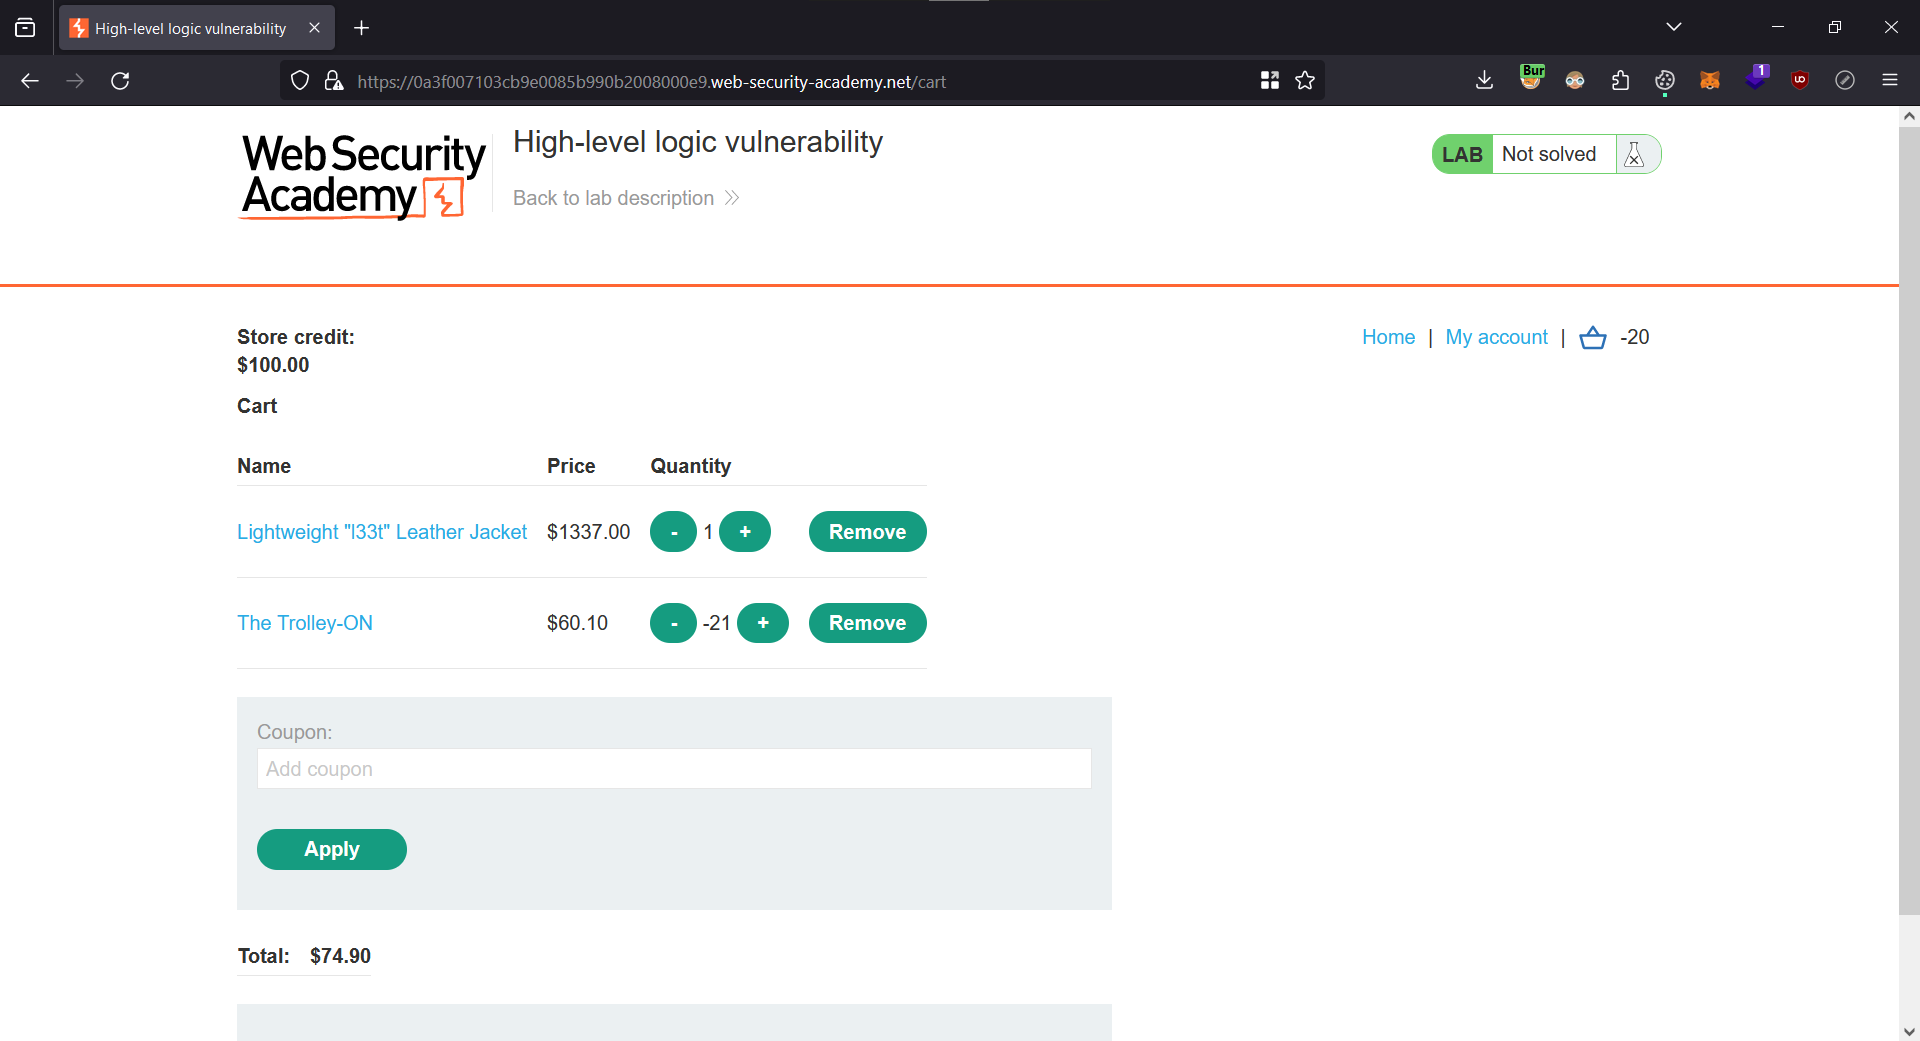 High-level logic vulnerability
https://0a3f007103cb9e0085b990b2008000e9.web-security-academy.net/cart
Bur
1
WebSecurity
Academy
High-level logic vulnerability
Back to lab description
LAB Not solved
Store credit:
$100.00
Home | My account | -20
Cart
Name Price Quantity
Lightweight "l33t" Leather Jacket $1337.00 - 1 + Remove
The Trolley-ON $60.10 - -21 + Remove
Coupon:
Add coupon
Apply
Total: $74.90